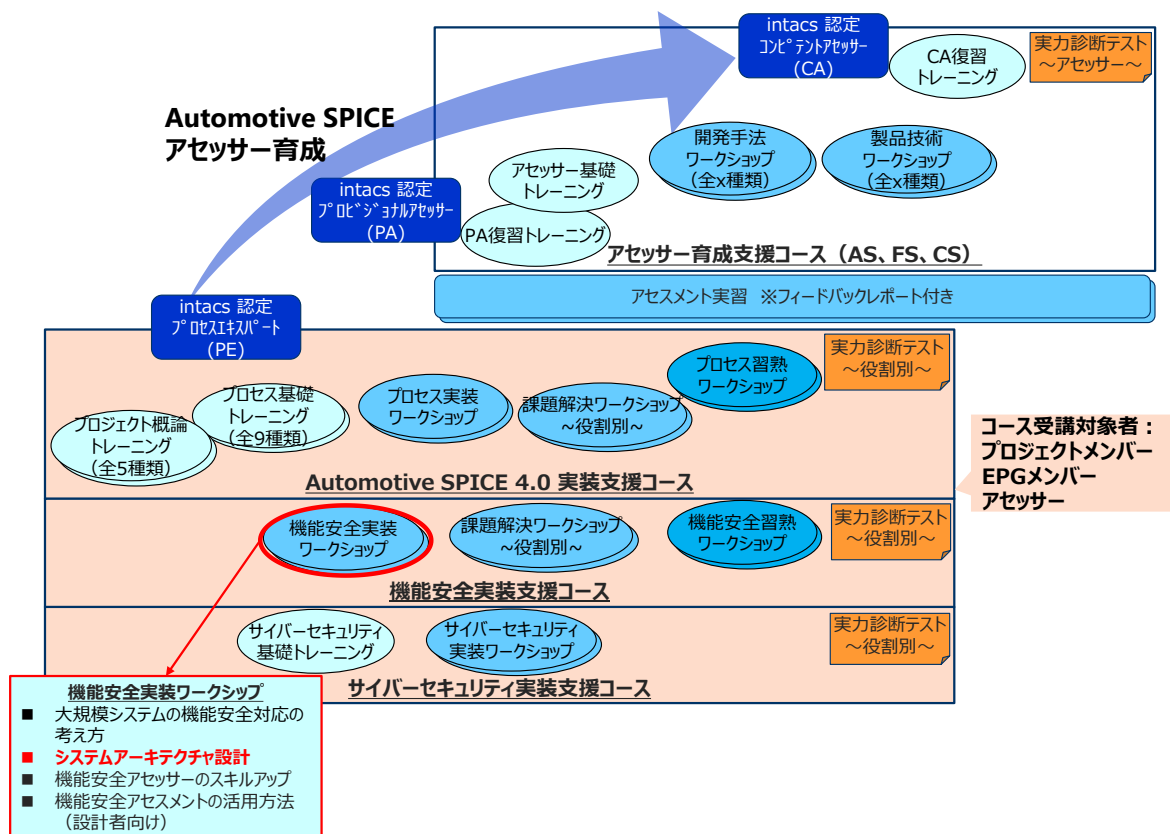 intacs 認定
ｺﾝﾋﾟﾃﾝﾄｱｾｯｻｰ
(CA)
CA復習
トレーニング
実力診断テスト
～アセッサー～
Automotive SPICE
アセッサー育成
開発手法
ワークショップ
(全x種類)
製品技術
ワークショップ
(全x種類)
アセッサー基礎
トレーニング
intacs 認定
ﾌﾟﾛﾋﾞｼﾞｮﾅﾙｱｾｯｻｰ
(PA)
PA復習トレーニング
アセッサー育成支援コース（AS、FS、CS）
アセスメント実習　※フィードバックレポート付き
intacs 認定
ﾌﾟﾛｾｽｴｷｽﾊﾟｰﾄ
(PE)
実力診断テスト
～役割別～
プロセス習熟
ワークショップ
プロセス基礎
トレーニング
(全9種類)
プロセス実装
ワークショップ
課題解決ワークショップ
~役割別~
プロジェクト概論
トレーニング
(全5種類)
Automotive SPICE 4.0 実装支援コース
コース受講対象者：
プロジェクトメンバー
EPGメンバー
アセッサー
機能安全実装
ワークショップ
課題解決ワークショップ
~役割別~
機能安全習熟
ワークショップ
実力診断テスト
～役割別～
機能安全実装支援コース
サイバーセキュリティ
基礎トレーニング
サイバーセキュリティ
実装ワークショップ
実力診断テスト
～役割別～
サイバーセキュリティ実装支援コース
機能安全実装ワークシップ
■ 大規模システムの機能安全対応の
考え方
■ システムアーキテクチャ設計
■ 機能安全アセッサーのスキルアップ
■ 機能安全アセスメントの活用方法
（設計者向け）